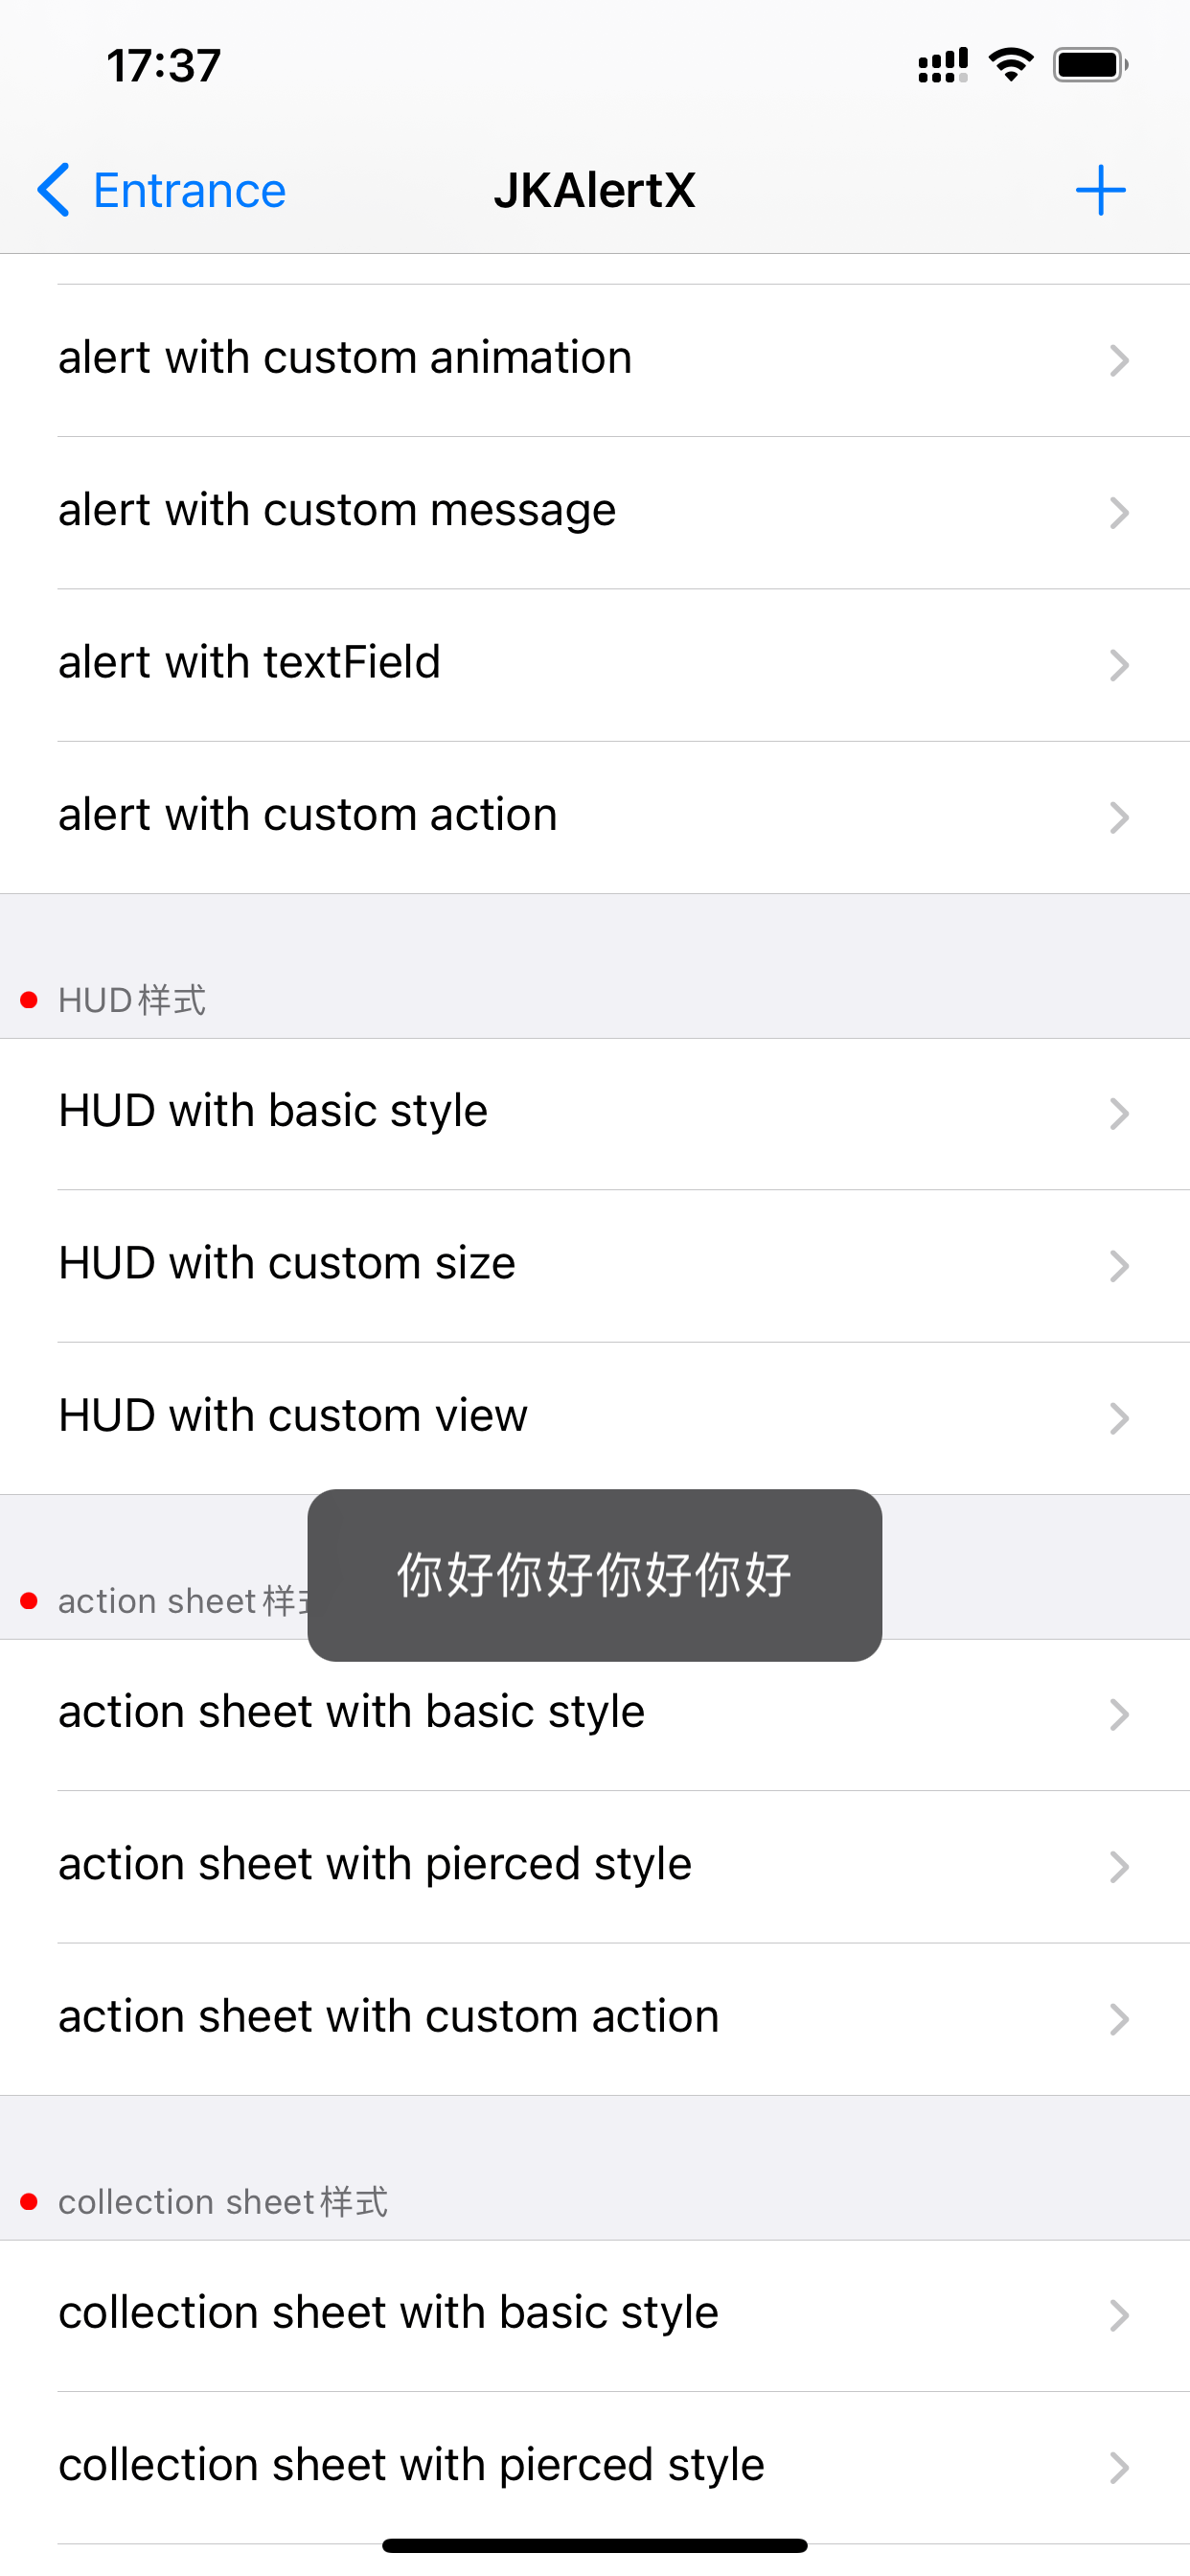 17:37
Entrance
JKAlertX
alert with custom animation
alert with custom message
alert with textField
alert with custom action
HUD样式
HUD with basic style
HUD with custom size
HUD with custom view
你好你好你好你好
action sheet样
action sheet with basic style
action sheet with pierced style
action sheet with custom action
collection sheet样式
collection sheet with basic style
collection sheet with pierced style